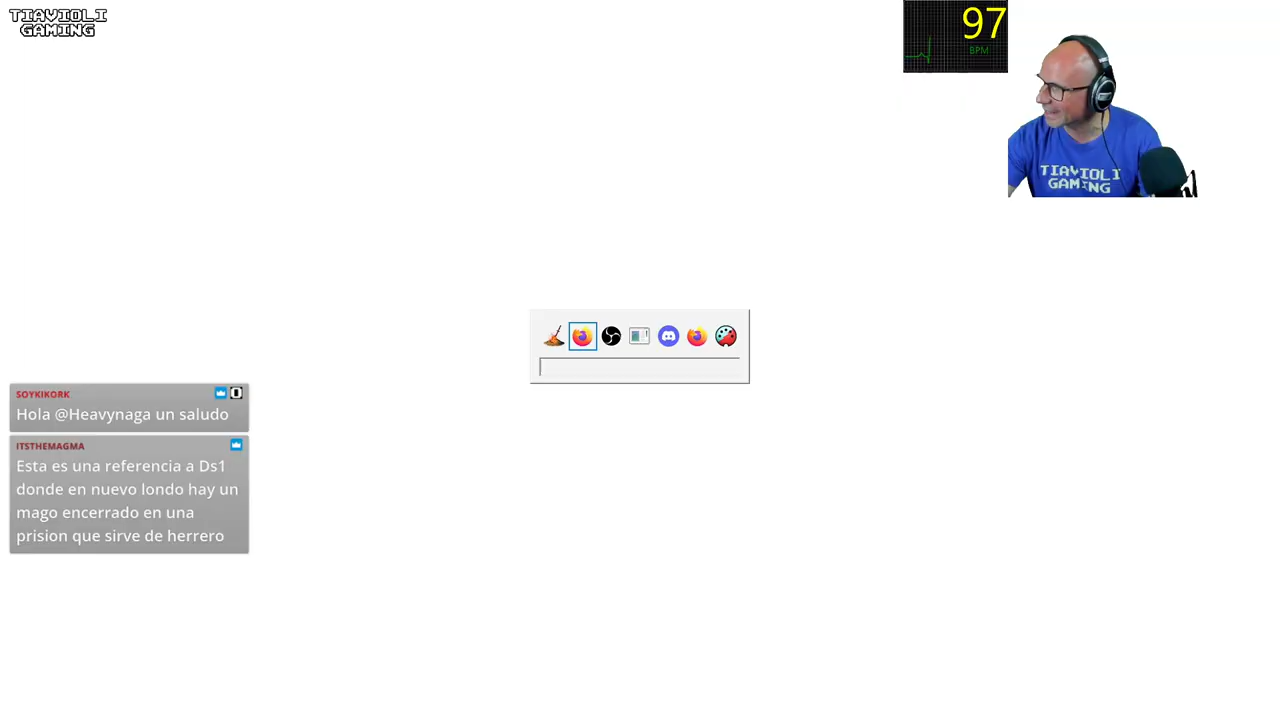 TIAVIOLI
GAMING
97
BPM
TIAVIOLI
GAMING
SOYKIKORK
Hola @Heavynaga un saludo
ITSTHEMAGMA
Esta es una referencia a Ds1
donde en nuevo londo hay un
mago encerrado en una
prision que sirve de herrero